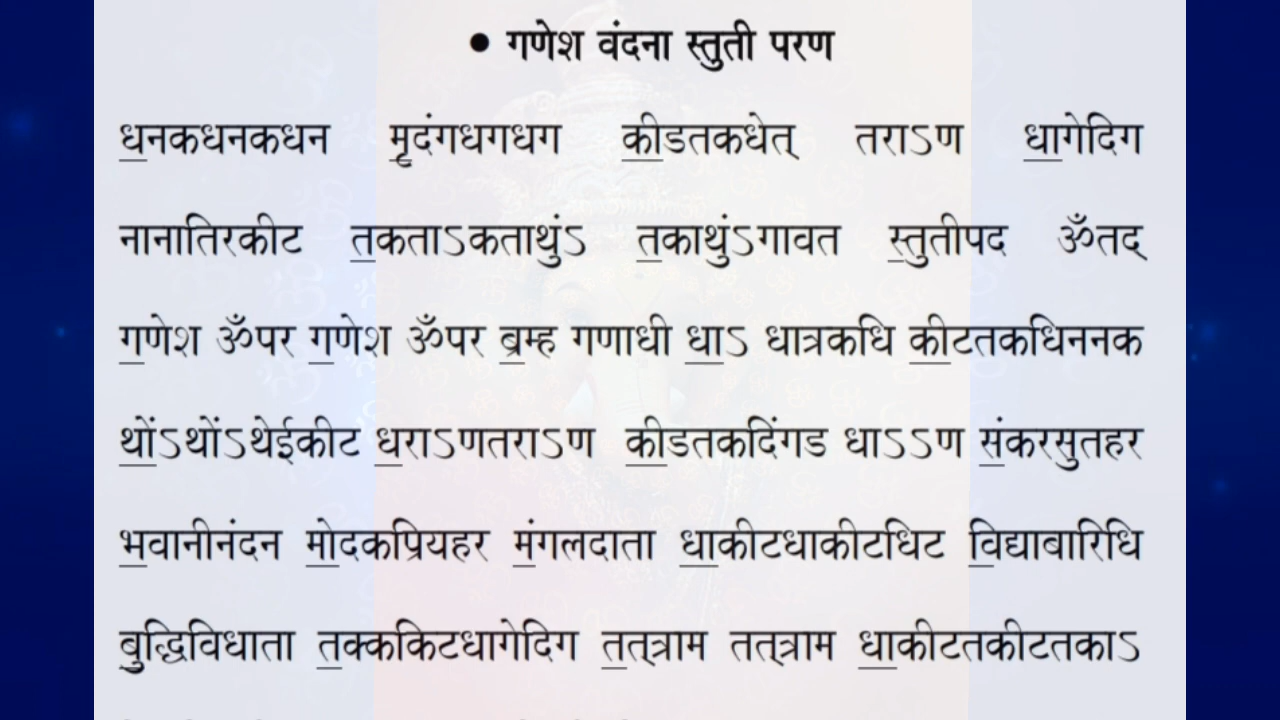 • गणेश वंदना स्तुती परण
धनकधनकधन मृदंगधगधग कीडतकधेत् तराऽण धागेदिग
नानातिरकीट तकताऽकताथुंऽ तकाथुंऽगावत स्तुतीपद ॐतद्
गणेश ॐपर गणेश ॐपर ब्रम्ह गणाधी धाऽ धात्रकधि कीटतकधिननक
थोंऽथोंऽथेईकीट धराऽणतराऽण कीडतकदिंगड धाऽऽण संकरसुतहर
भवानीनंदन मोदकप्रियहर मंगलदाता धाकीटधाकीटधिट विद्याबारिधि
बुद्धिविधाता तक्ककिटधागेदिग तत्त्राम तत्त्राम धाकीटतकीटतकाऽ